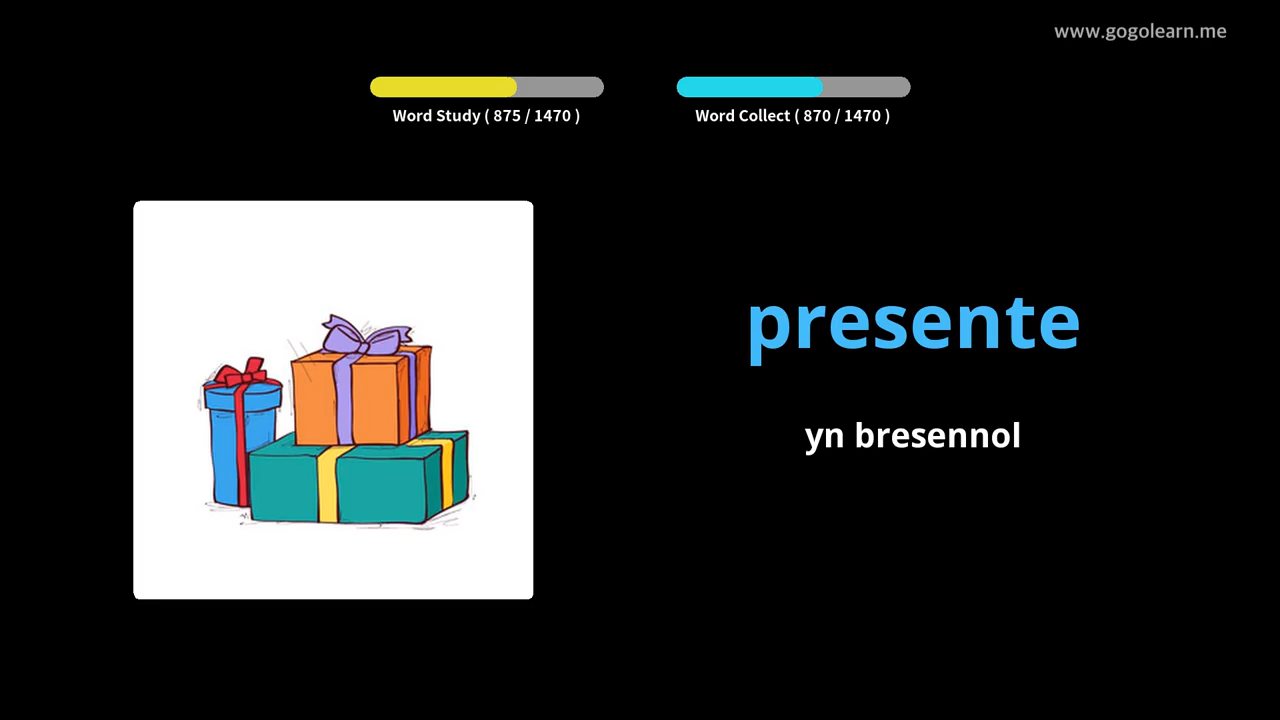 www.gogolearn.me
Word Study ( 875 / 1470 )
Word Collect ( 870 / 1470 )
presente
yn bresennol